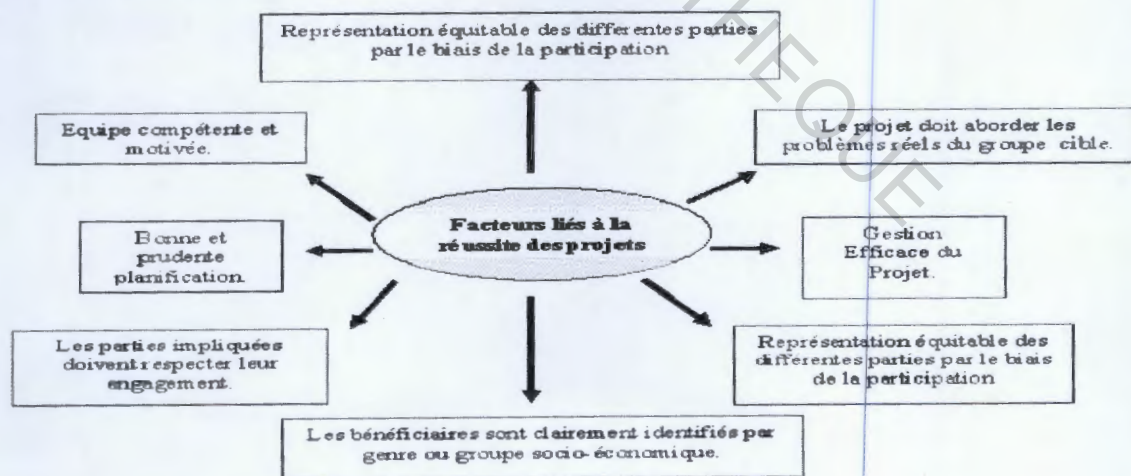 Représentation équitable des differentes parties
par le biais de la participation
Equipe compétente et
motivée.
Le projet doit aborder les
problèmes réels du groupe cible.
Facteurs liés à la
réussite des projets
Bonne et
prudente
planification.
Gestion
Efficace du
Projet.
Les parties impliquées
doivent respecter leur
engagement.
Représentation équitable des
différentes parties par le biais
de la participation
Les bénéficiaires sont clairement identifiés par
genre ou groupe socio-économique.
THEQUE